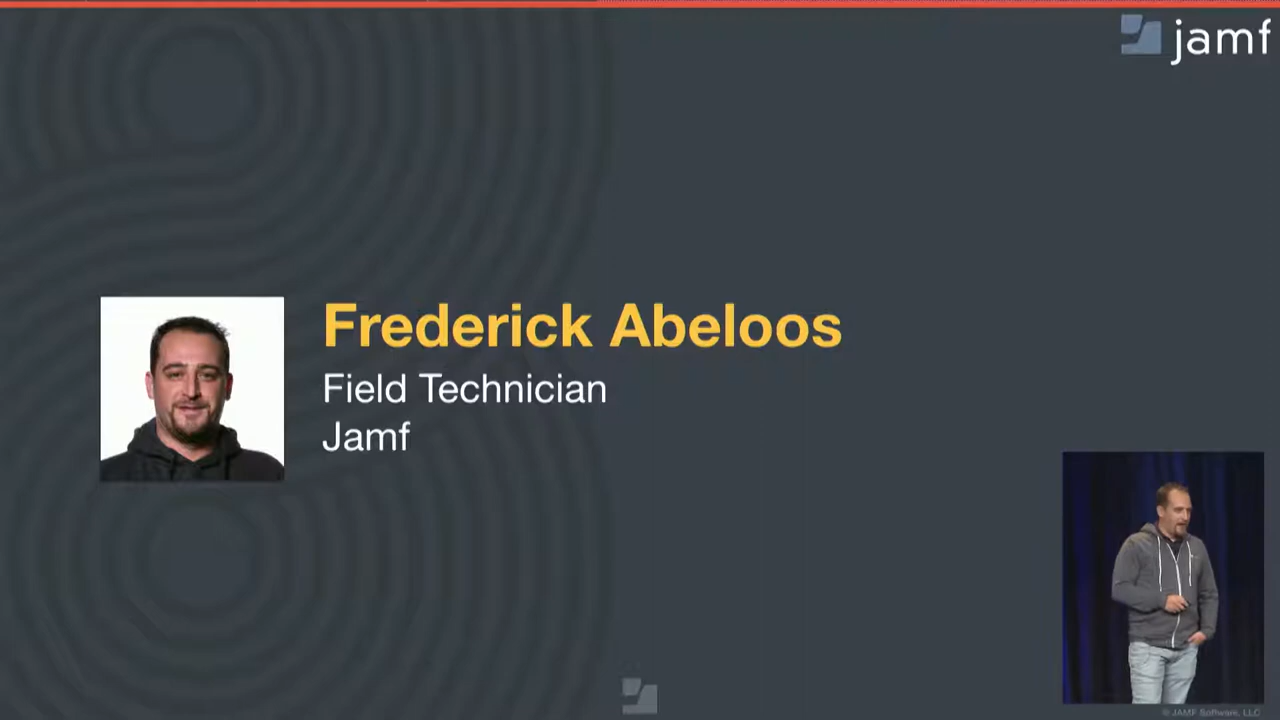 jamf
Frederick Abeloos
Field Technician
Jamf
© JAMF Software, LLC